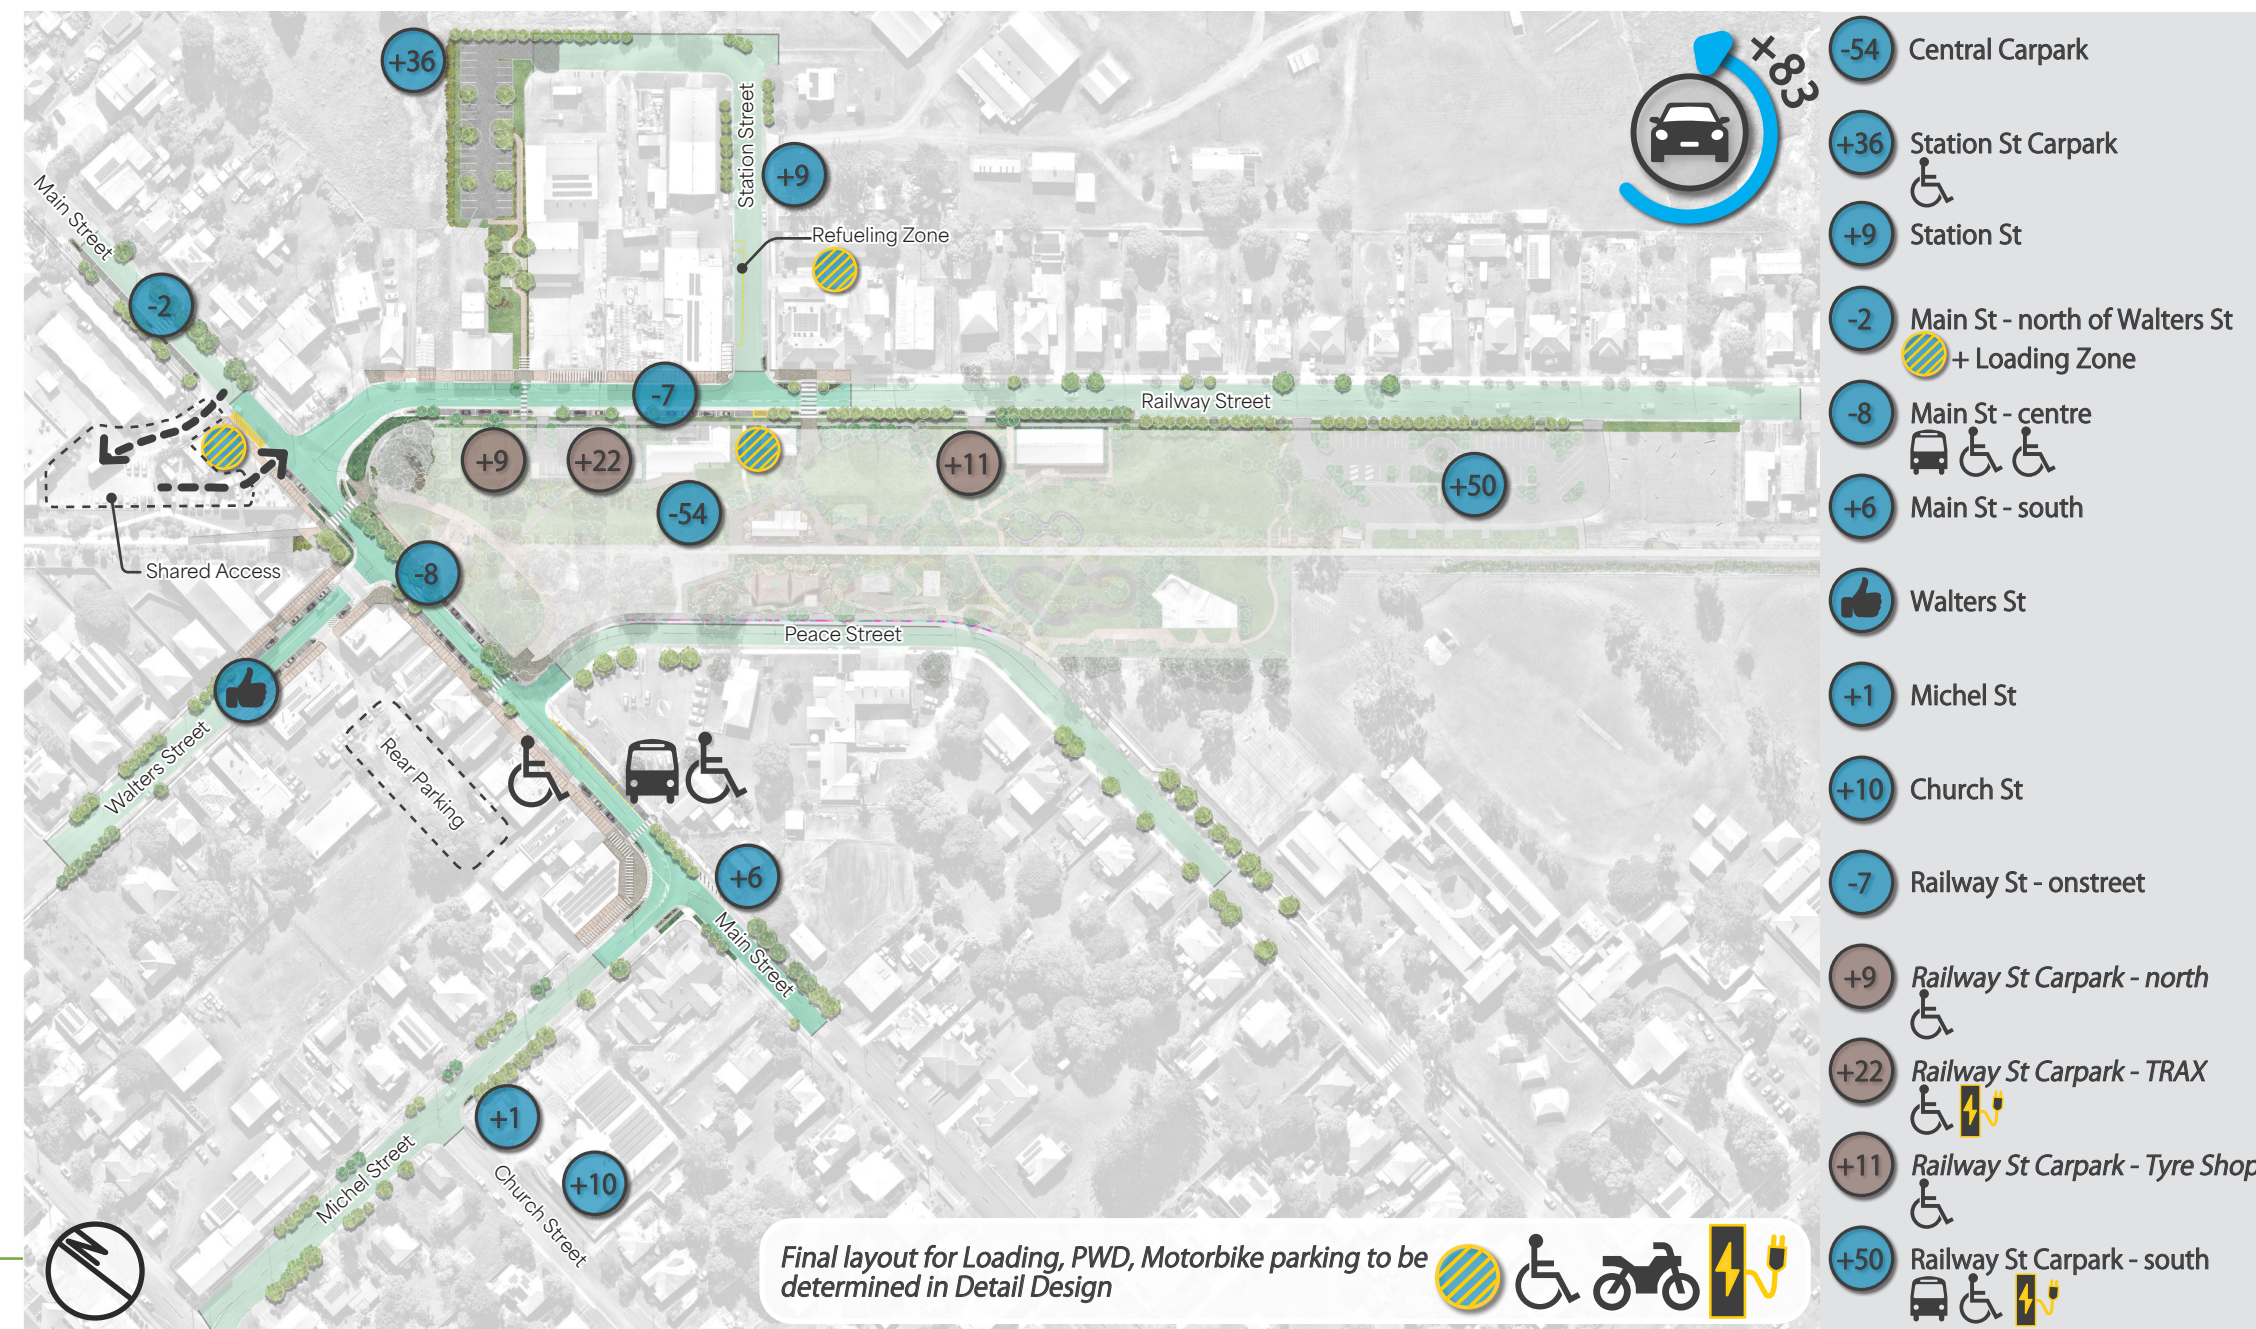 +36
Station Street
+9
×83
Main Street
-2
Refueling Zone
-7
Railway Street
+9
+22
+11
-54
+50
Shared Access
-8
Peace Street
Walters Street
Rear Parking
+6
Main Street
+1
Michel Street
Church Street
+10
N
Final layout for Loading, PWD, Motorbike parking to be
determined in Detail Design
-54 Central Carpark
+36 Station St Carpark
+9 Station St
-2 Main St - north of Walters St
+ Loading Zone
-8 Main St - centre
+6 Main St - south
Walters St
+1 Michel St
+10 Church St
-7 Railway St - onstreet
+9 Railway St Carpark - north
+22 Railway St Carpark - TRAX
+11 Railway St Carpark - Tyre Shop
+50 Railway St Carpark - south